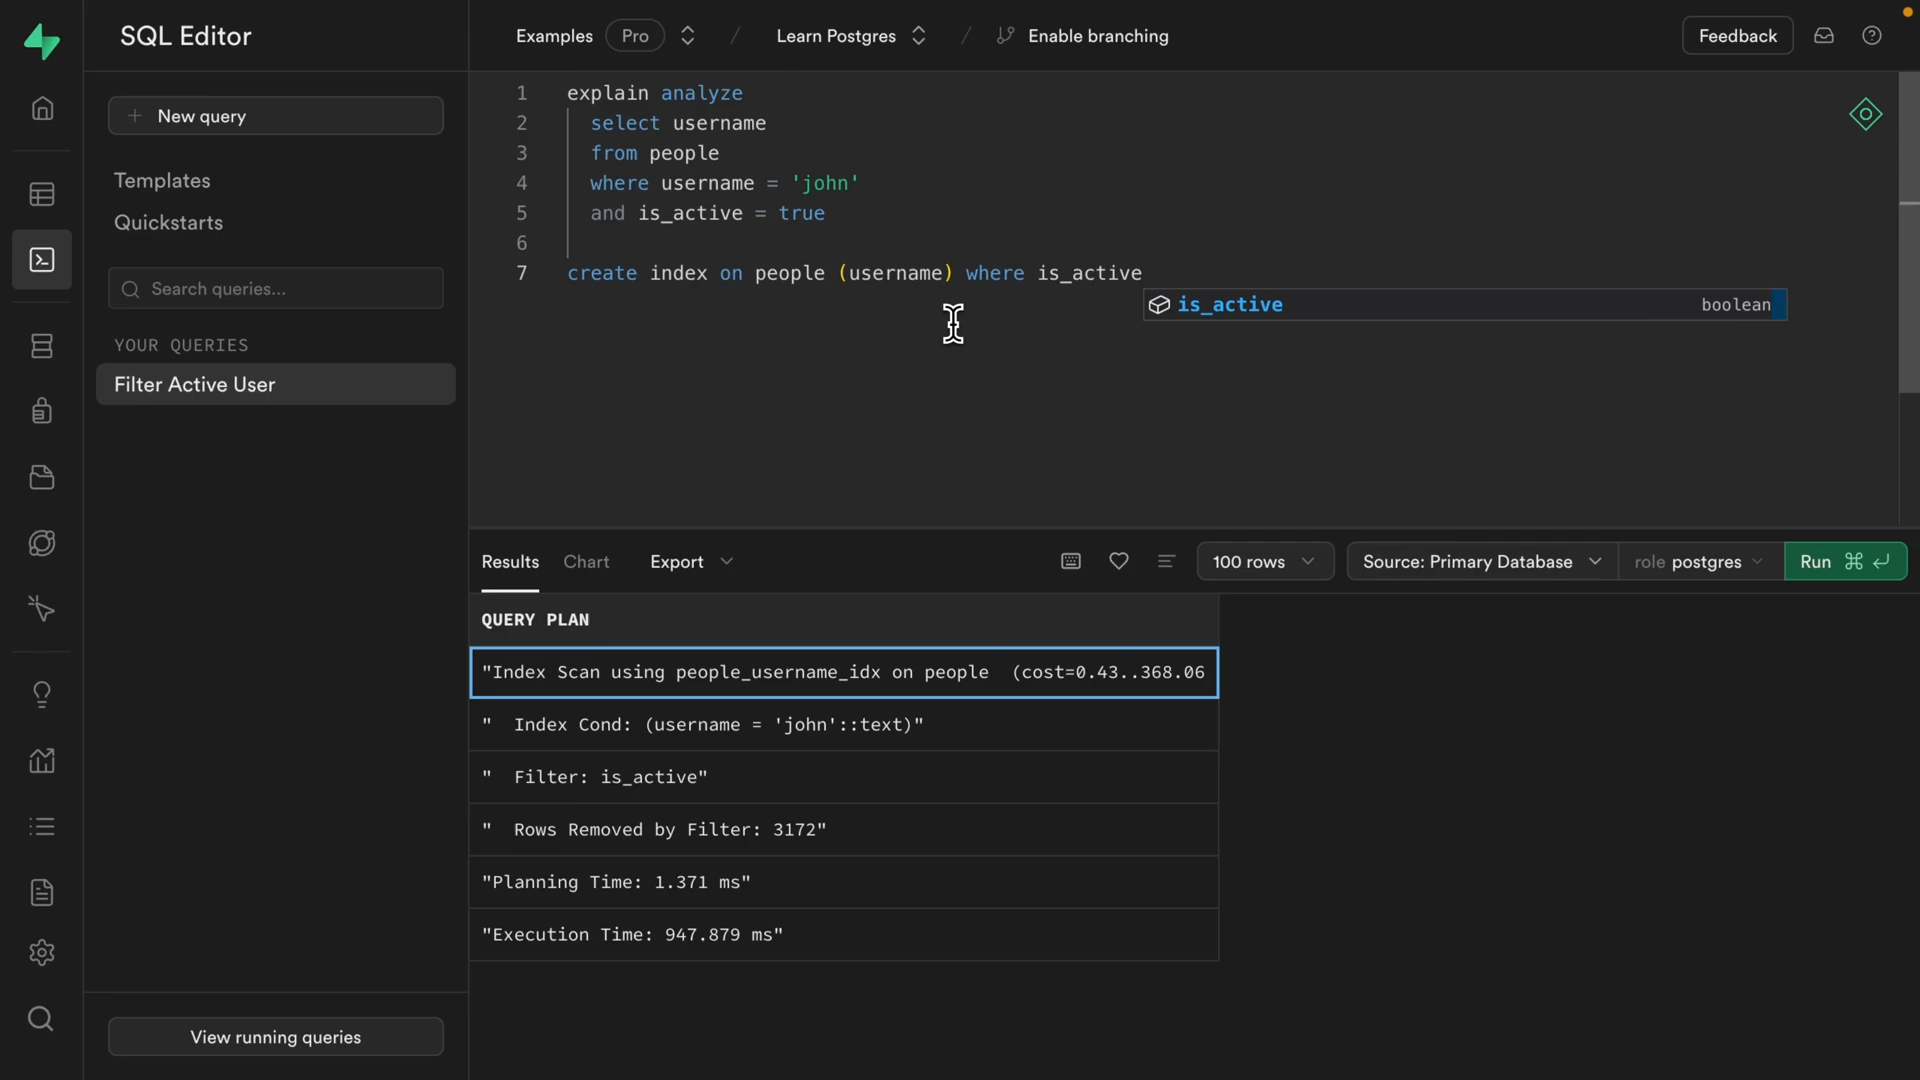 SQL Editor
Examples Pro / Learn Postgres / Enable branching
Feedback
New query
Templates
Quickstarts
Search queries...
YOUR QUERIES
Filter Active User
View running queries
1 explain analyze
2 select username
3 from people
4 where username = 'john'
5 and is_active = true
6
7 create index on people (username) where is_active
is_active boolean
Results Chart Export 100 rows Source: Primary Database role postgres Run ⌘ ↵
QUERY PLAN
"Index Scan using people_username_idx on people  (cost=0.43..368.06
"  Index Cond: (username = 'john'::text)"
"  Filter: is_active"
"  Rows Removed by Filter: 3172"
"Planning Time: 1.371 ms"
"Execution Time: 947.879 ms"